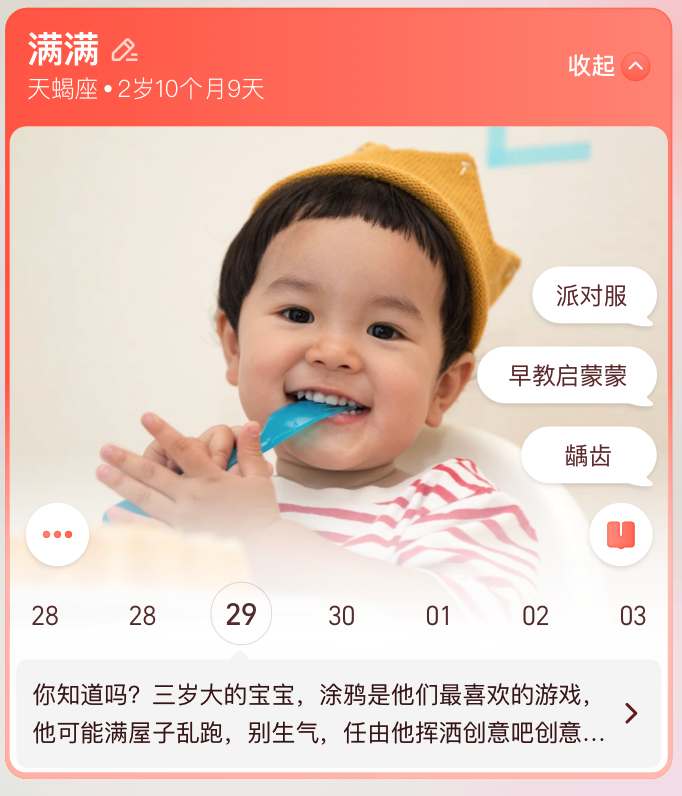 满满
天蝎座•2岁10个月9天
收起
派对服
早教启蒙蒙
龋齿
28 28 29 30 01 02 03
你知道吗？三岁大的宝宝，涂鸦是他们最喜欢的游戏，
他可能满屋子乱跑，别生气，任由他挥洒创意吧创意...